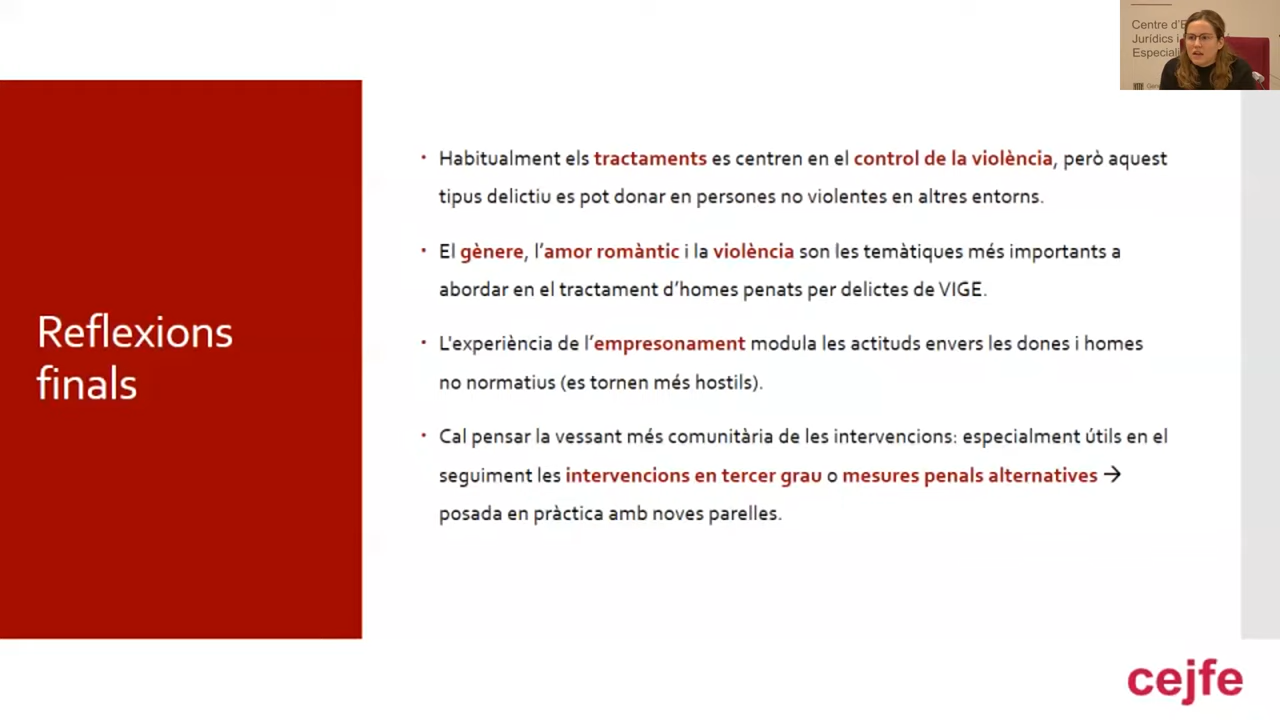 Centre d'E
Jurídics i
Especiali
Reflexions
finals
• Habitualment els tractaments es centren en el control de la violència, però aquest
tipus delictiu es pot donar en persones no violentes en altres entorns.
• El gènere, l'amor romàntic i la violència son les temàtiques més importants a
abordar en el tractament d'homes penats per delictes de VIGE.
• L'experiència de l'empresonament modula les actituds envers les dones i homes
no normatius (es tornen més hostils).
• Cal pensar la vessant més comunitària de les intervencions: especialment útils en el
seguiment les intervencions en tercer grau o mesures penals alternatives →
posada en pràctica amb noves parelles.
cejfe